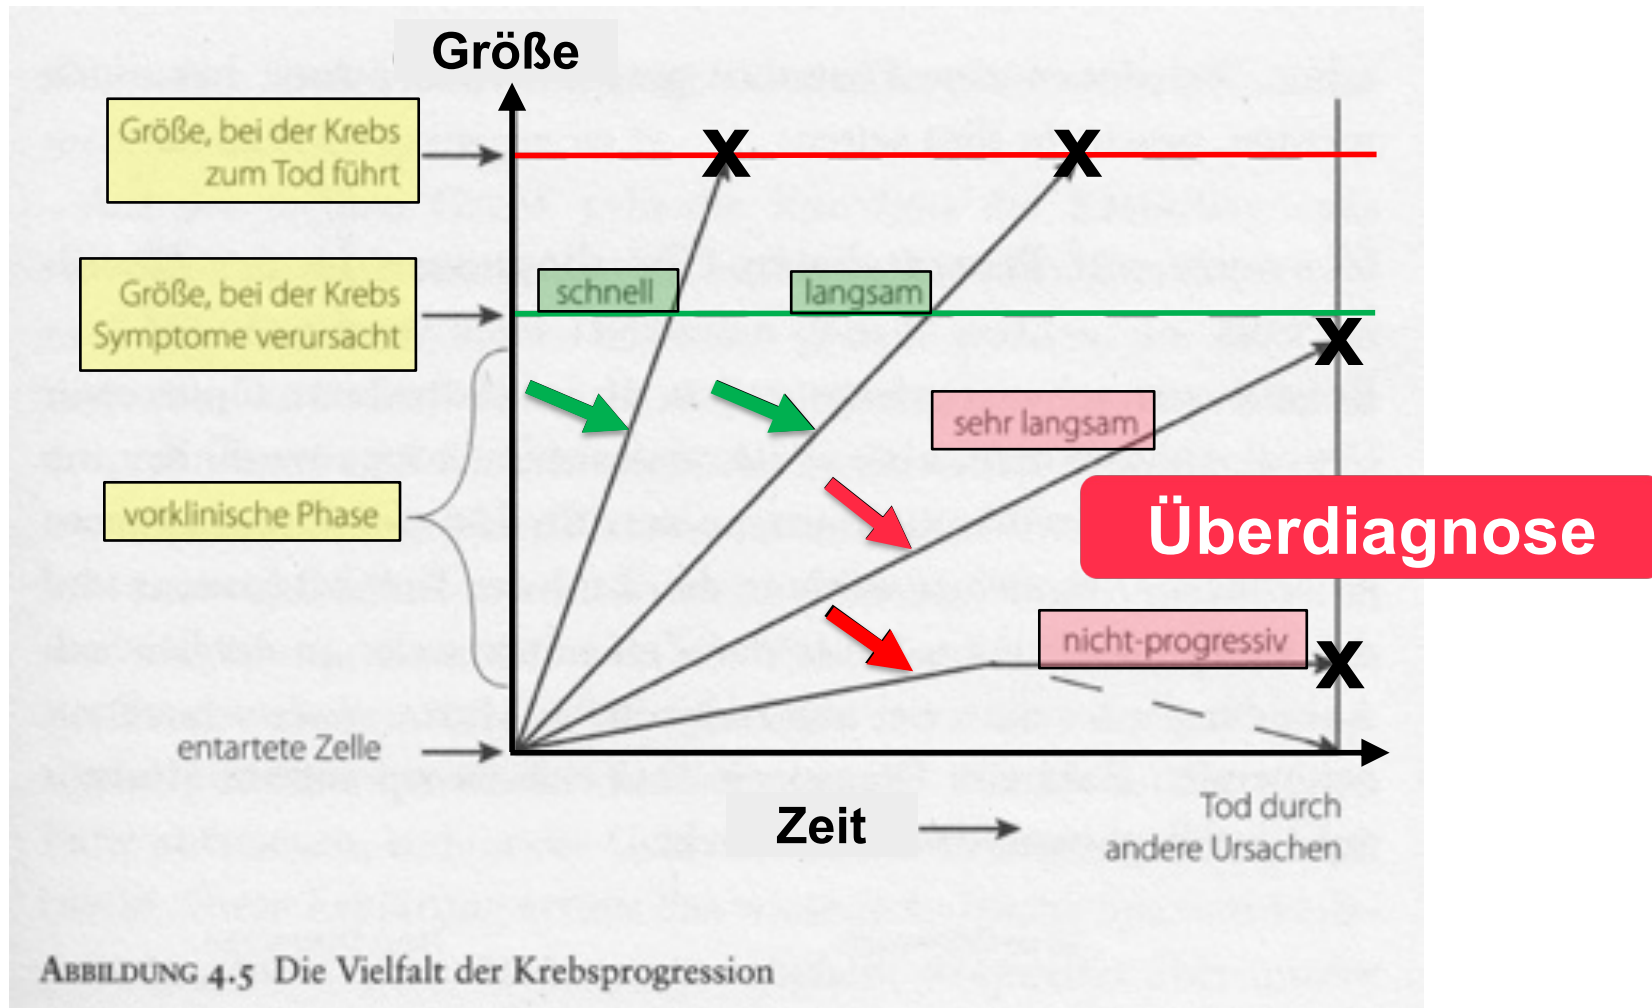 Größe
Größe, bei der Krebs
zum Tod führt
Größe, bei der Krebs
Symptome verursacht
schnell
langsam
sehr langsam
vorklinische Phase
Überdiagnose
nicht-progressiv
entartete Zelle
Zeit
Tod durch
andere Ursachen
ABBILDUNG 4.5 Die Vielfalt der Krebsprogression